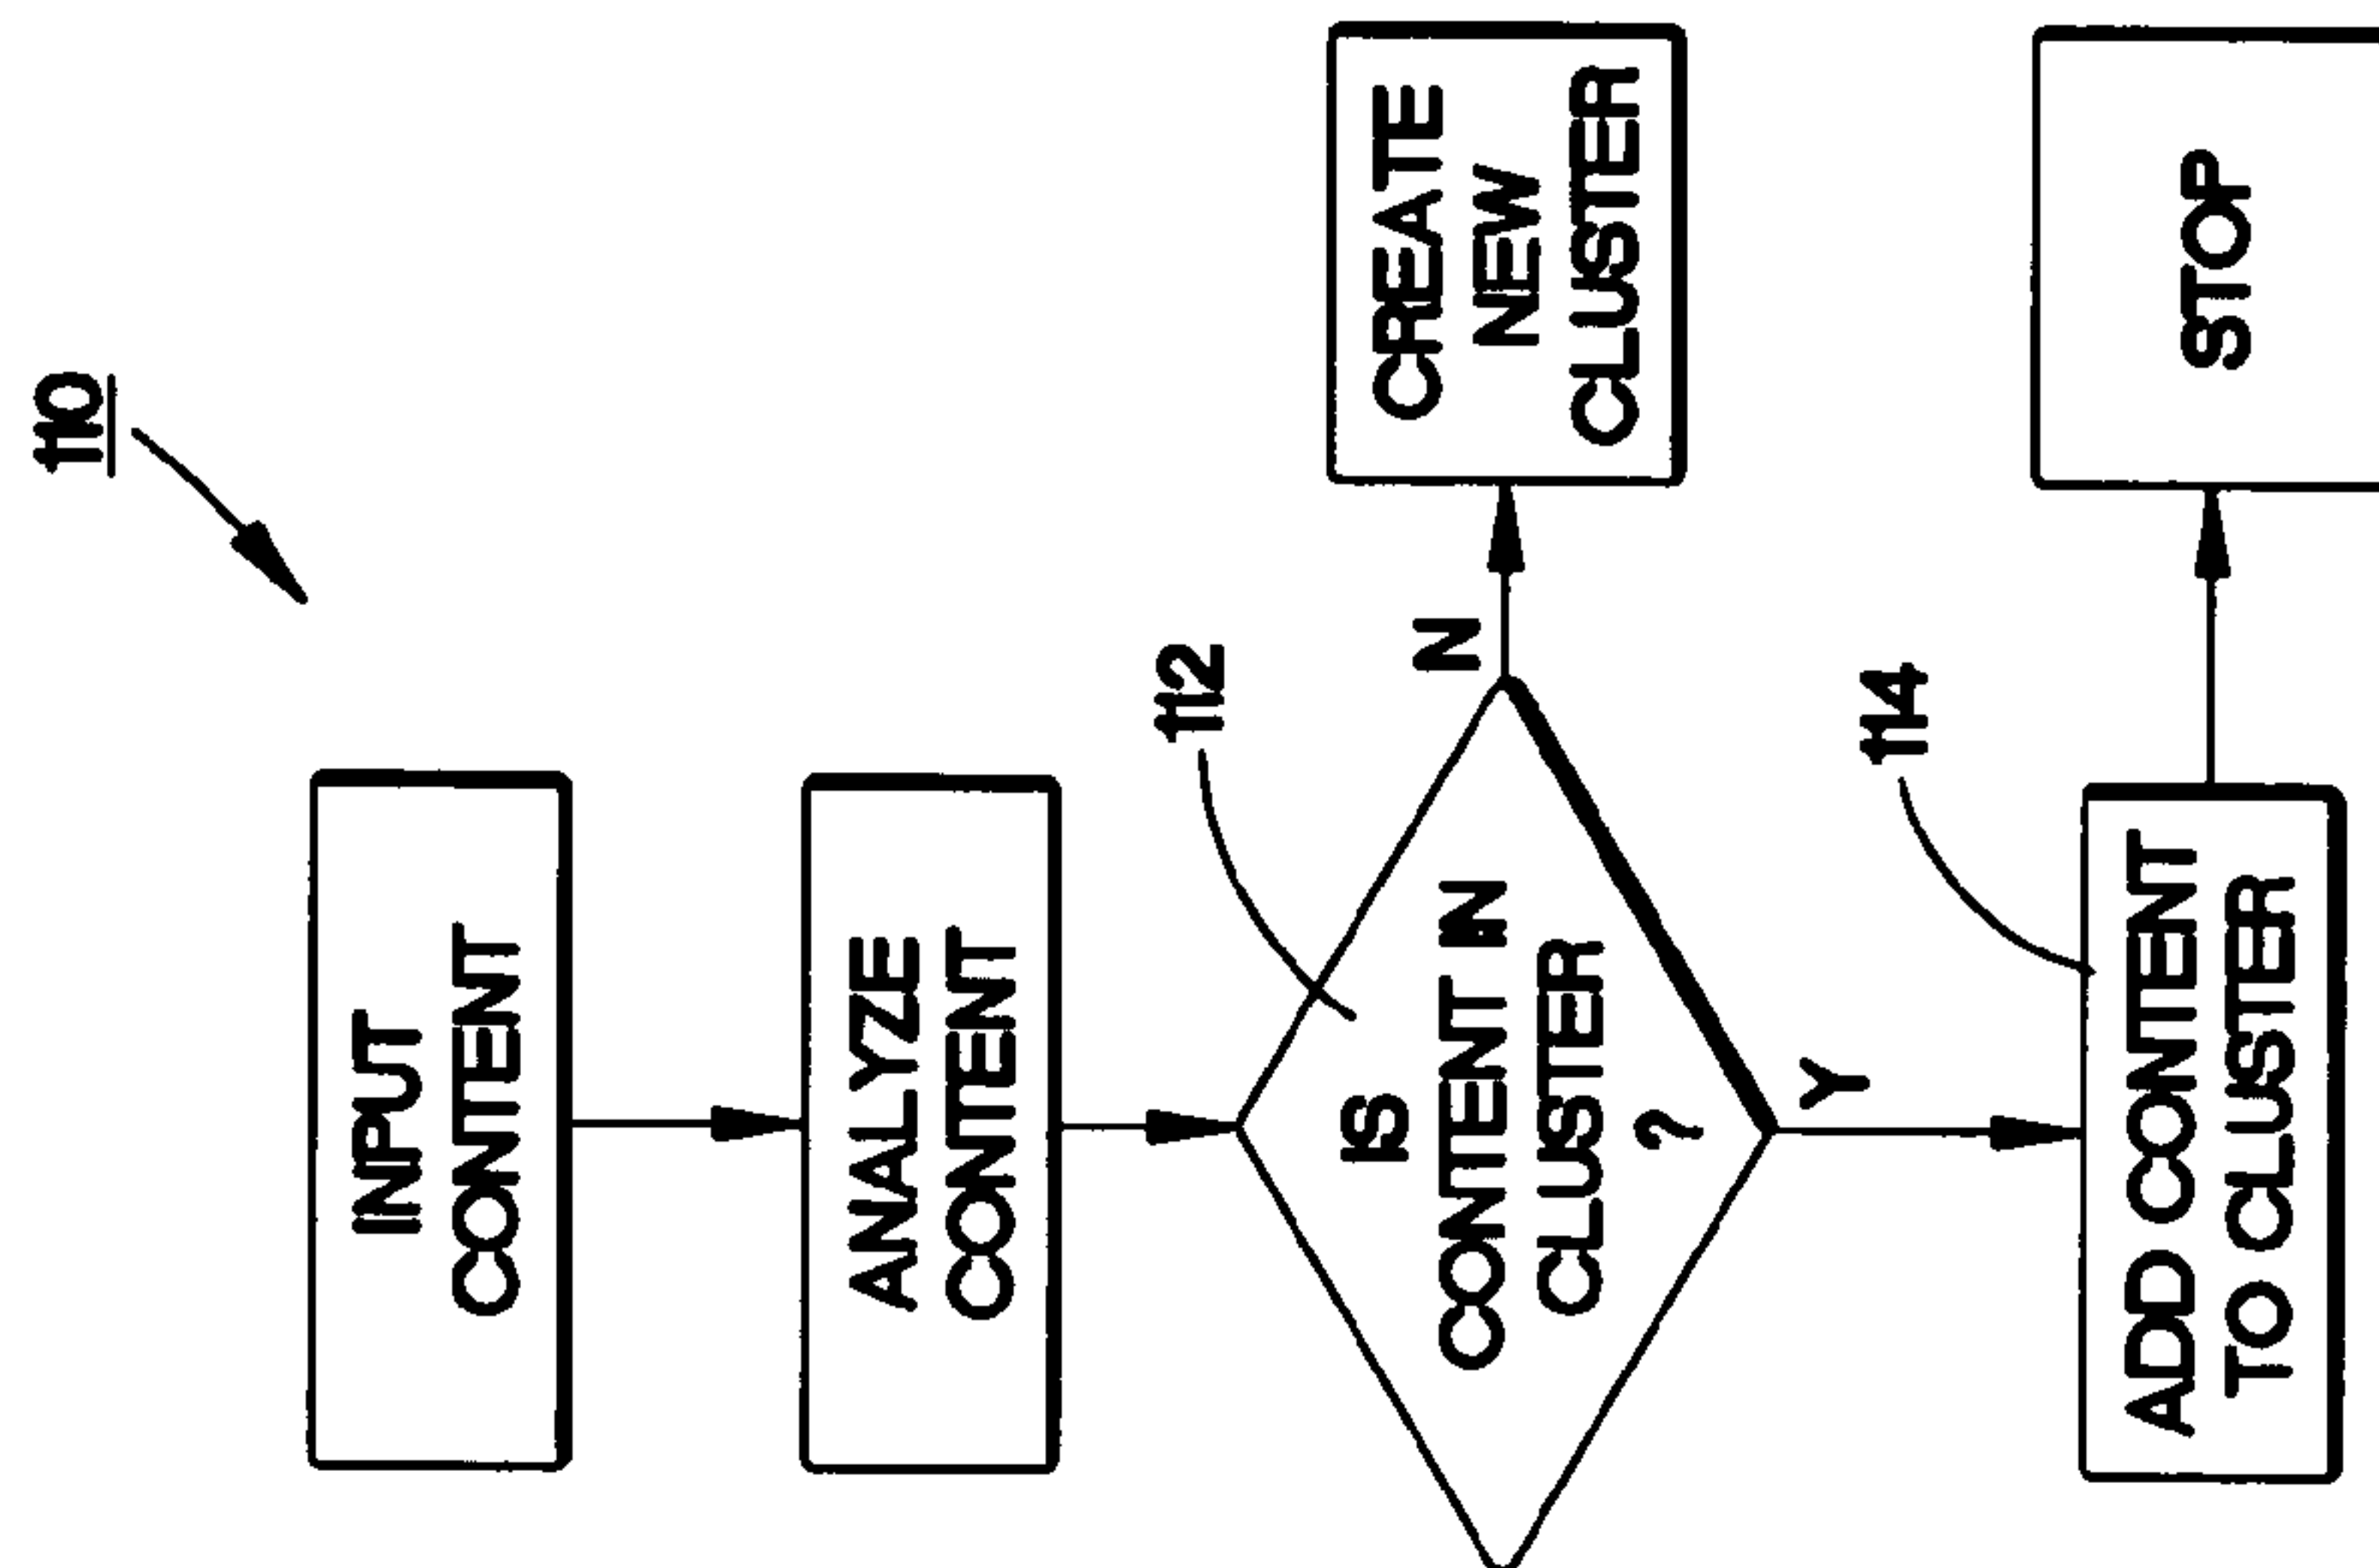 110
INPUT
CONTENT
ANALYZE
CONTENT
112
IS
CONTENT IN
CLUSTER
?
N
CREATE
NEW
CLUSTER
Y
114
ADD CONTENT
TO CLUSTER
STOP